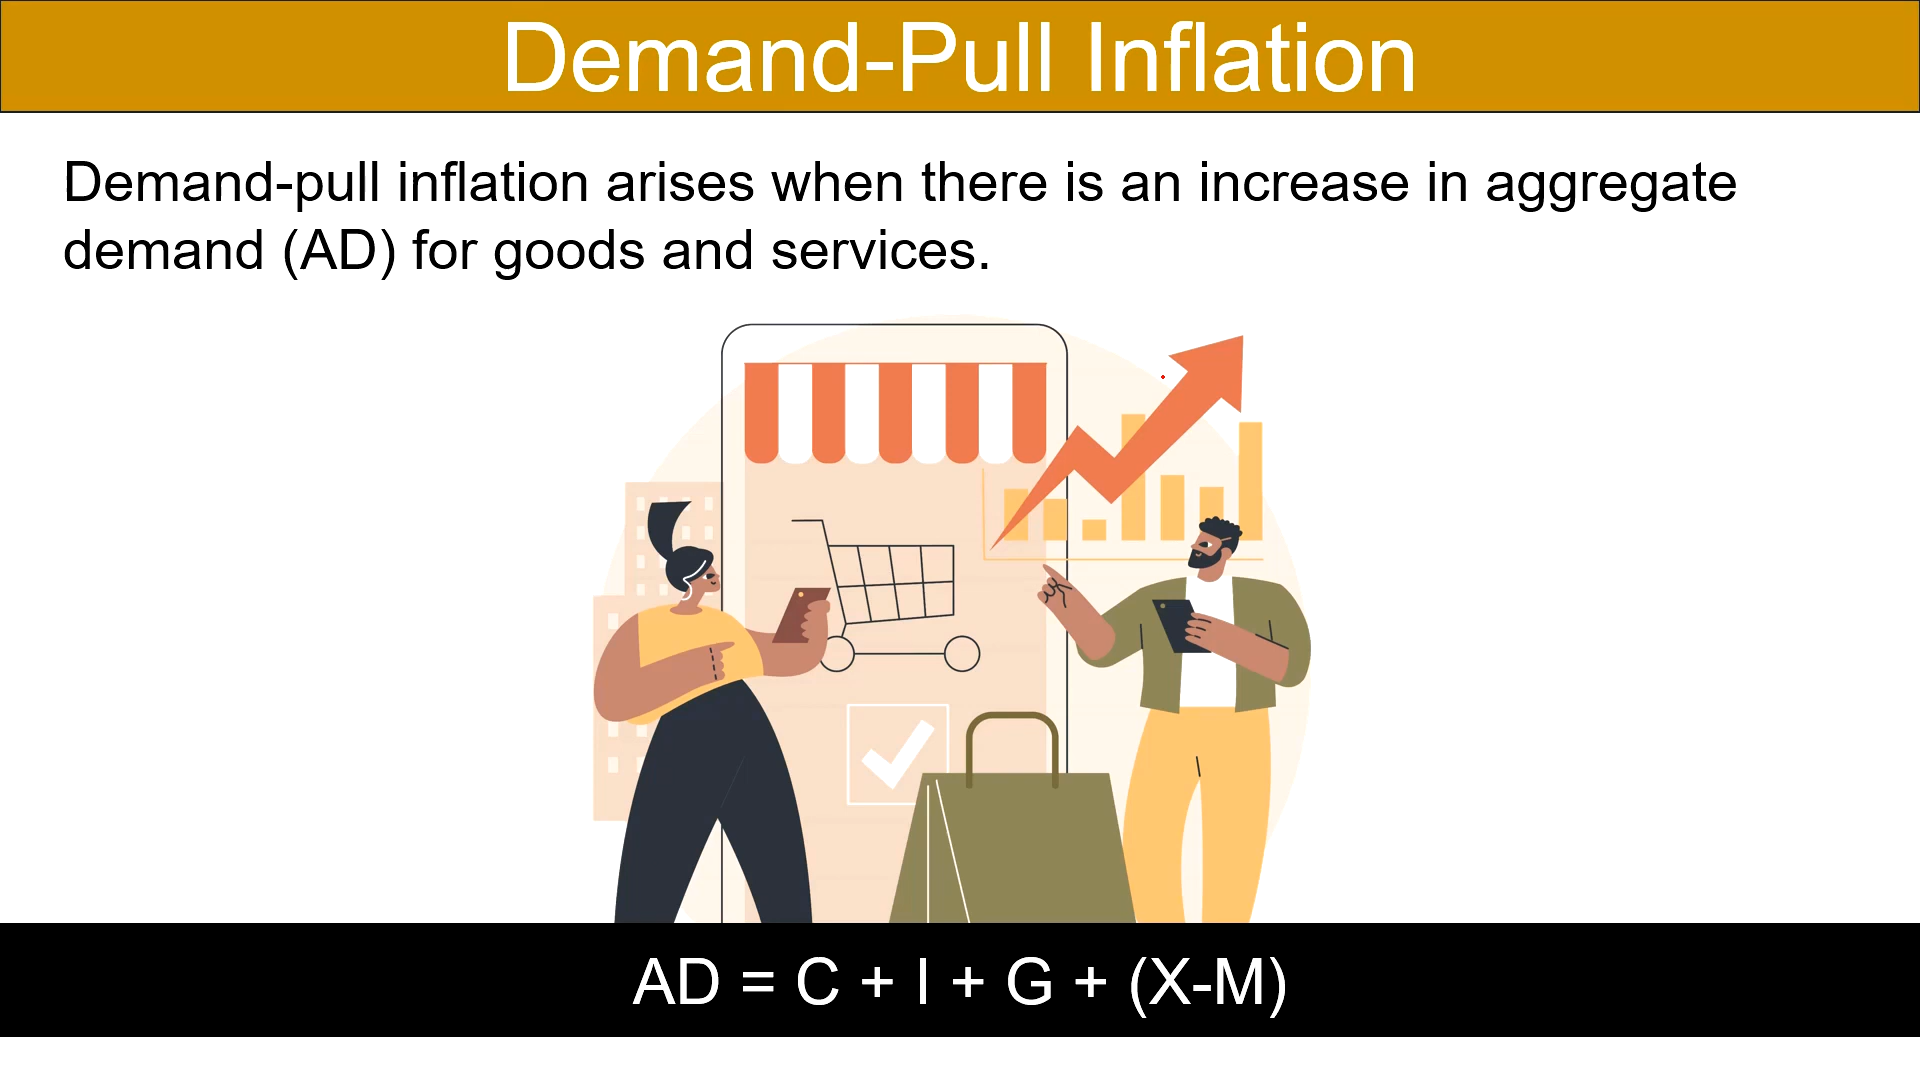 Demand-Pull Inflation
Demand-pull inflation arises when there is an increase in aggregate
demand (AD) for goods and services.
AD = C + I + G + (X-M)